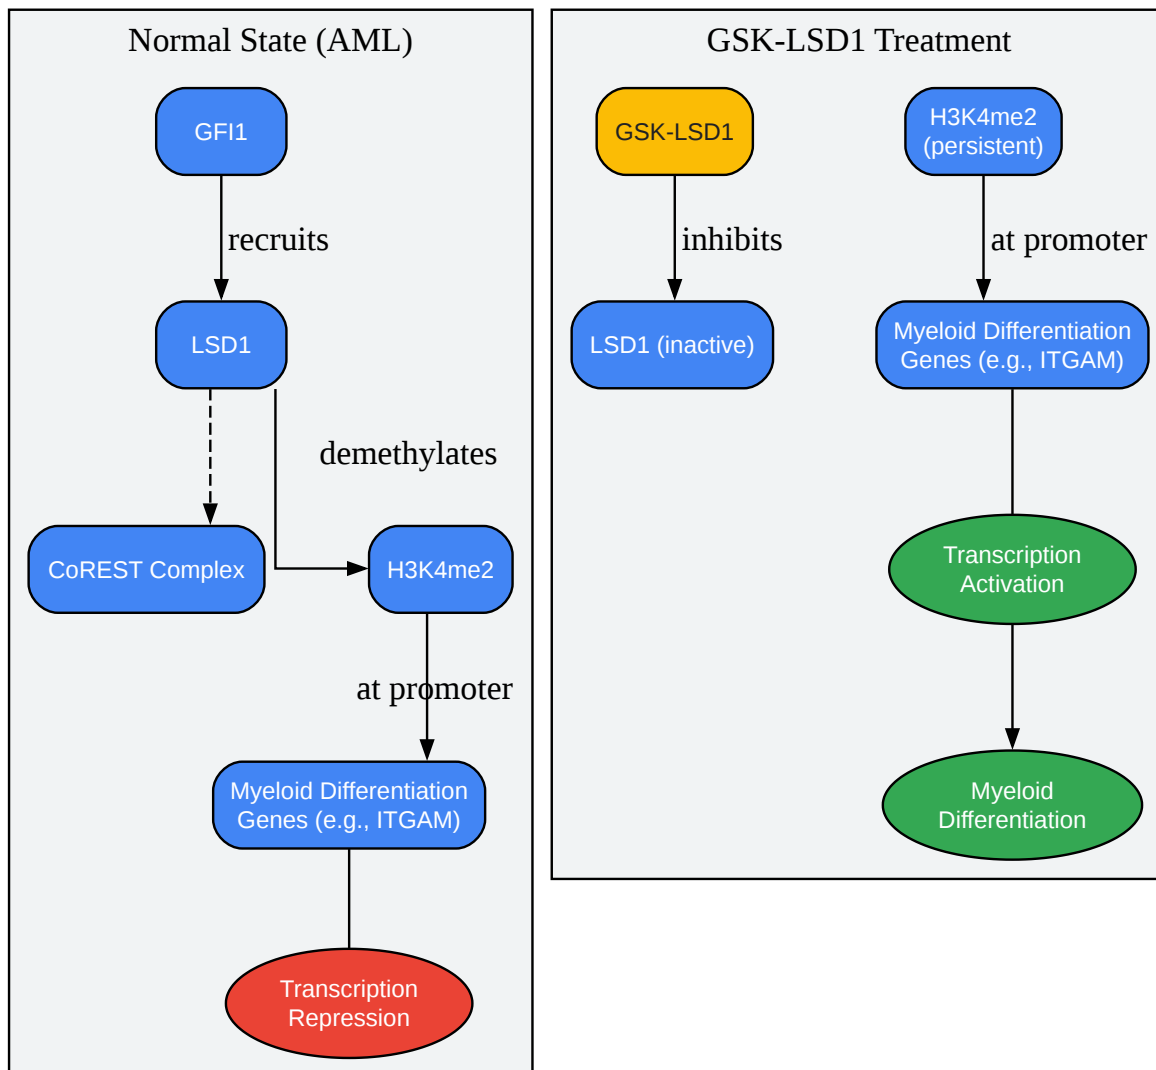 Normal State (AML)
GFI1
recruits
LSD1
demethylates
CoREST Complex
H3K4me2
at promoter
Myeloid Differentiation
Genes (e.g., ITGAM)
Transcription
Repression
GSK-LSD1 Treatment
GSK-LSD1
inhibits
LSD1 (inactive)
H3K4me2
(persistent)
at promoter
Myeloid Differentiation
Genes (e.g., ITGAM)
Transcription
Activation
Myeloid
Differentiation